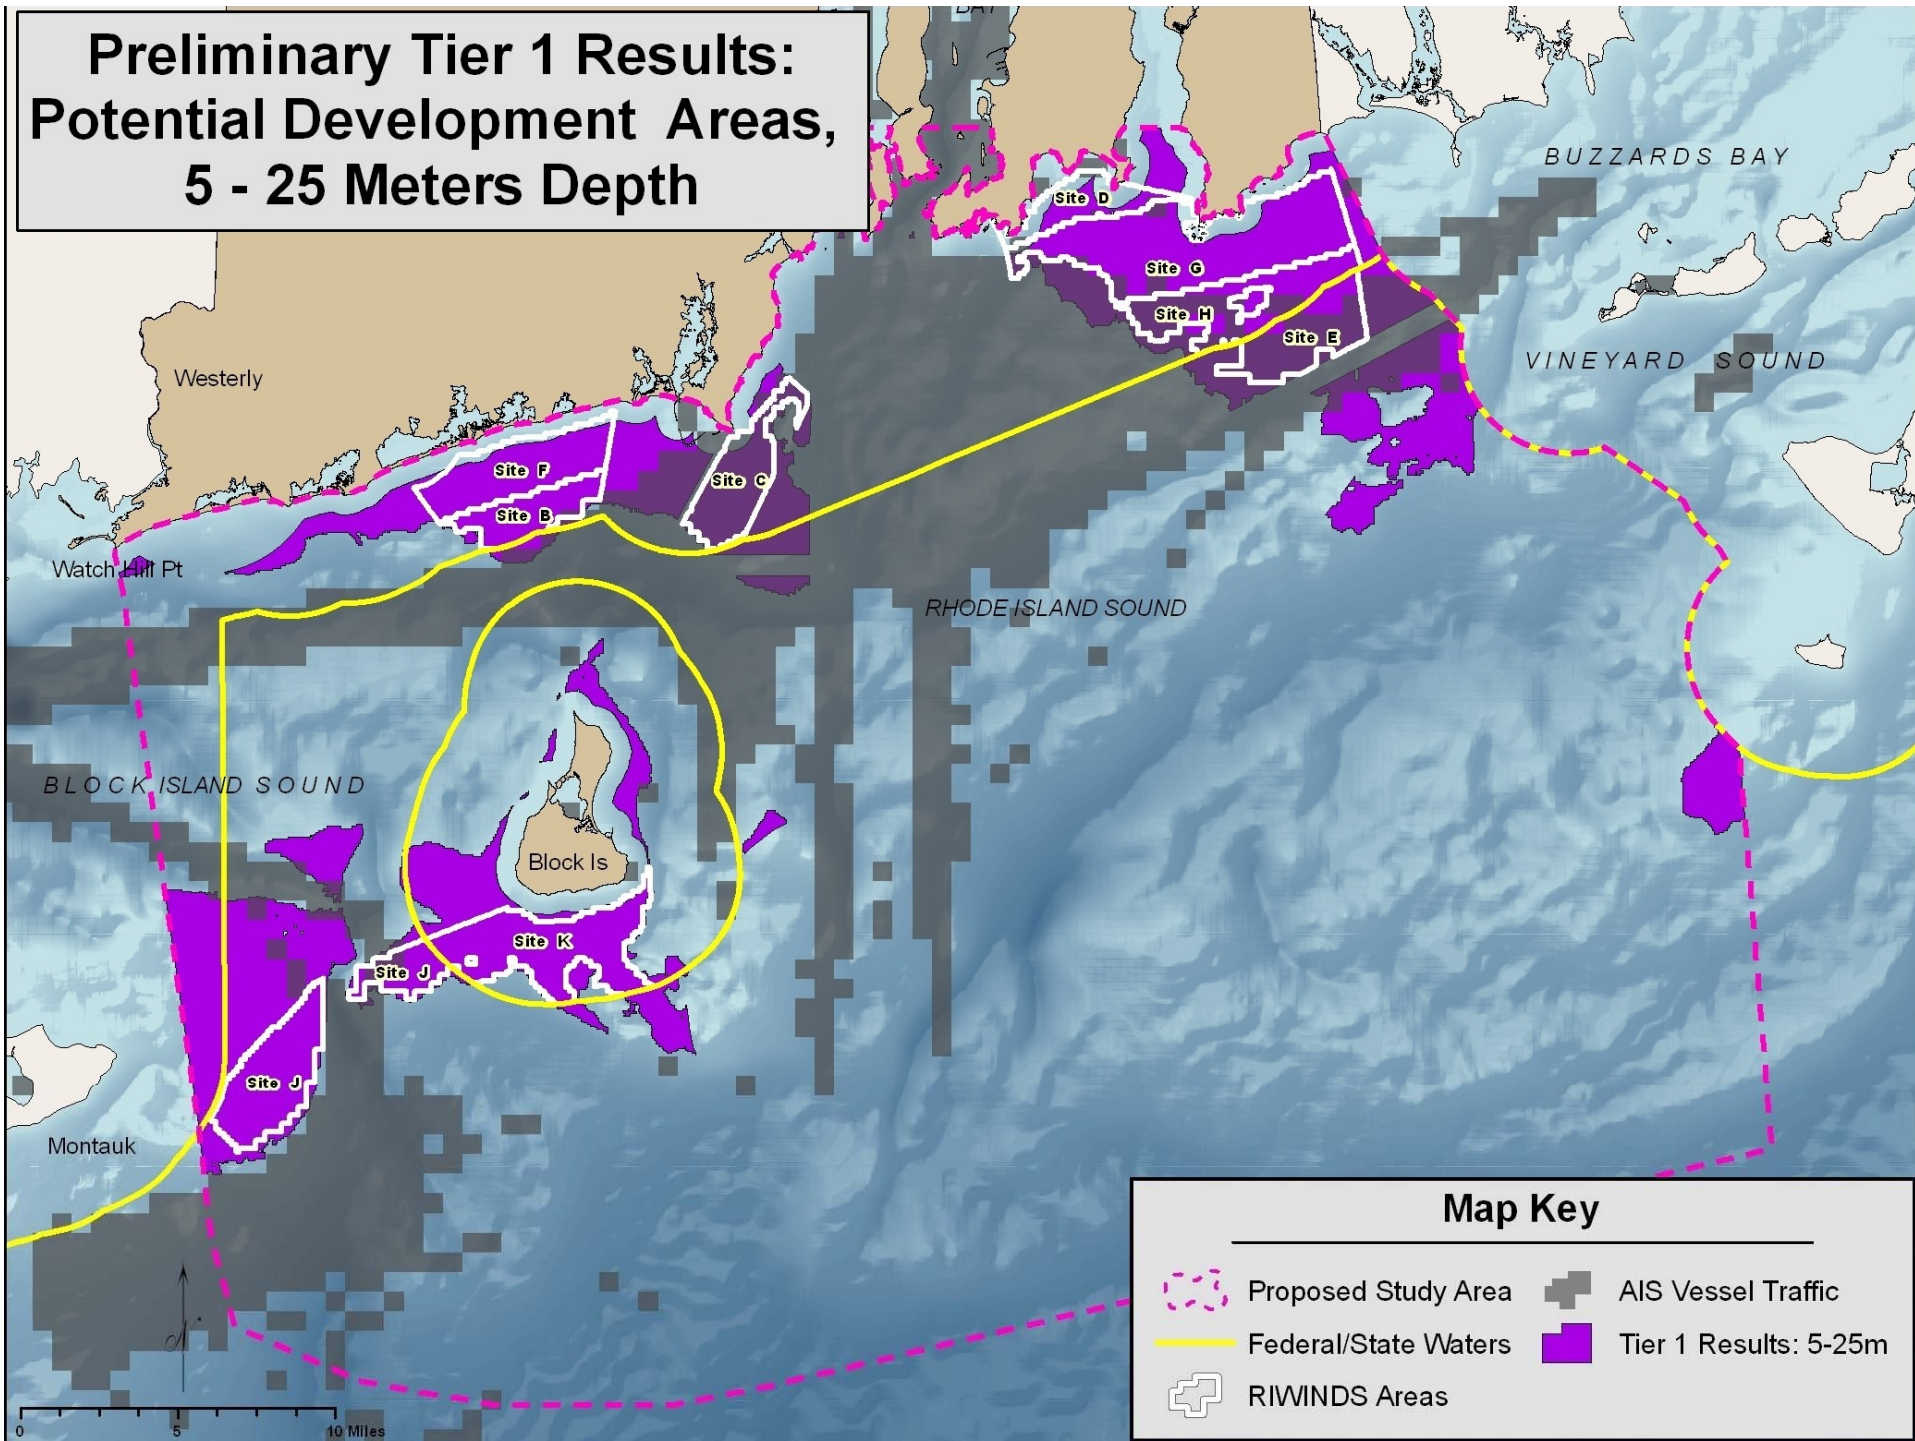 Preliminary Tier 1 Results:
Potential Development Areas,
5 - 25 Meters Depth
BAY
BUZZARDS BAY
Site D
Site G
Site H
Site E
VINEYARD SOUND
Westerly
Site F
Site C
Site B
Watch Hill Pt
RHODE ISLAND SOUND
BLOCK ISLAND SOUND
Block Is
Site K
Site J
Site J
Montauk
Map Key
Proposed Study Area
AIS Vessel Traffic
Federal/State Waters
Tier 1 Results: 5-25m
RIWINDS Areas
N
0 5 10 Miles